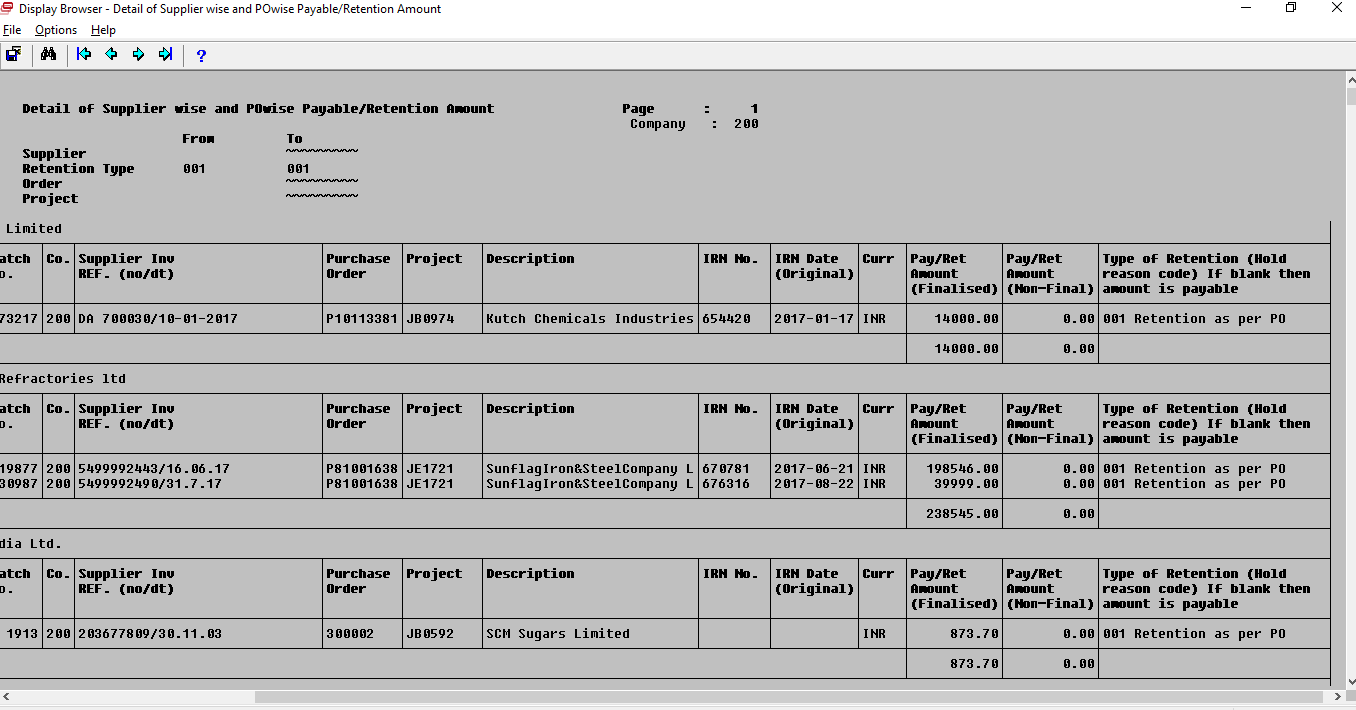 Display Browser - Detail of Supplier wise and POwise Payable/Retention Amount
File Options Help
?
Detail of Supplier wise and POwise Payable/Retention Amount Page : 1
Company : 200
From To
Supplier ~~~~~~~~~
Retention Type 001 001
Order ~~~~~~~~~
Project ~~~~~~~~~
Limited
atch Co. Supplier Inv Purchase Project Description IRN No. IRN Date Curr Pay/Ret Pay/Ret Type of Retention (Hold
o. REF. (no/dt) Order (Original) Amount Amount reason code) If blank then
(Finalised) (Non-Final) amount is payable
73217 200 DA 700030/10-01-2017 P10113381 JB0974 Kutch Chemicals Industries 654420 2017-01-17 INR 14000.00 0.00 001 Retention as per PO
14000.00 0.00
Refractories ltd
atch Co. Supplier Inv Purchase Project Description IRN No. IRN Date Curr Pay/Ret Pay/Ret Type of Retention (Hold
o. REF. (no/dt) Order (Original) Amount Amount reason code) If blank then
(Finalised) (Non-Final) amount is payable
19877 200 5499992443/16.06.17 P81001638 JE1721 SunflagIron&SteelCompany L 670781 2017-06-21 INR 198546.00 0.00 001 Retention as per PO
30987 200 5499992490/31.7.17 P81001638 JE1721 SunflagIron&SteelCompany L 676316 2017-08-22 INR 39999.00 0.00 001 Retention as per PO
238545.00 0.00
dia Ltd.
atch Co. Supplier Inv Purchase Project Description IRN No. IRN Date Curr Pay/Ret Pay/Ret Type of Retention (Hold
o. REF. (no/dt) Order (Original) Amount Amount reason code) If blank then
(Finalised) (Non-Final) amount is payable
1913 200 203677809/30.11.03 300002 JB0592 SCM Sugars Limited INR 873.70 0.00 001 Retention as per PO
873.70 0.00